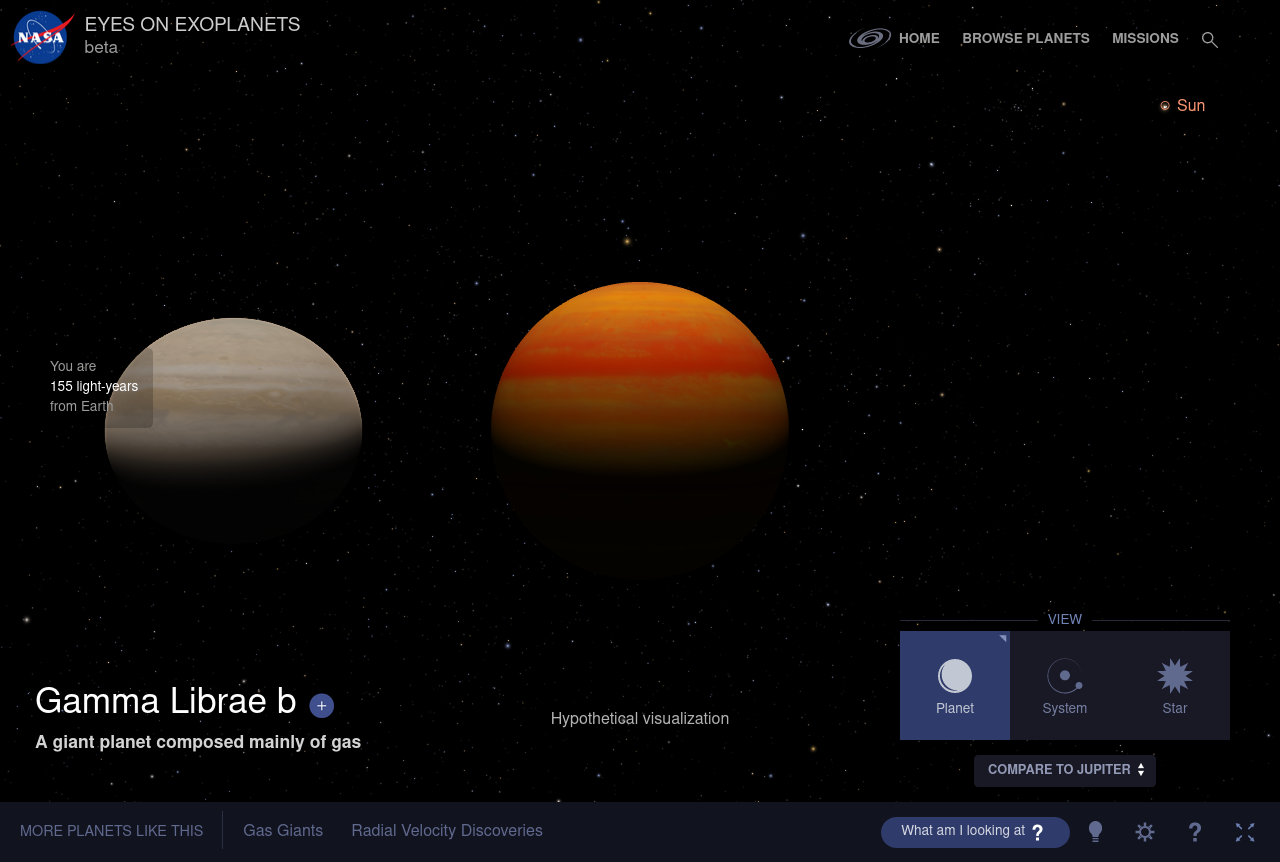 NASA
EYES ON EXOPLANETS
beta
HOME
BROWSE PLANETS
MISSIONS
Sun
You are
155 light-years
from Earth
VIEW
Planet
System
Star
Gamma Librae b +
A giant planet composed mainly of gas
Hypothetical visualization
COMPARE TO JUPITER
MORE PLANETS LIKE THIS
Gas Giants
Radial Velocity Discoveries
What am I looking at ?
?